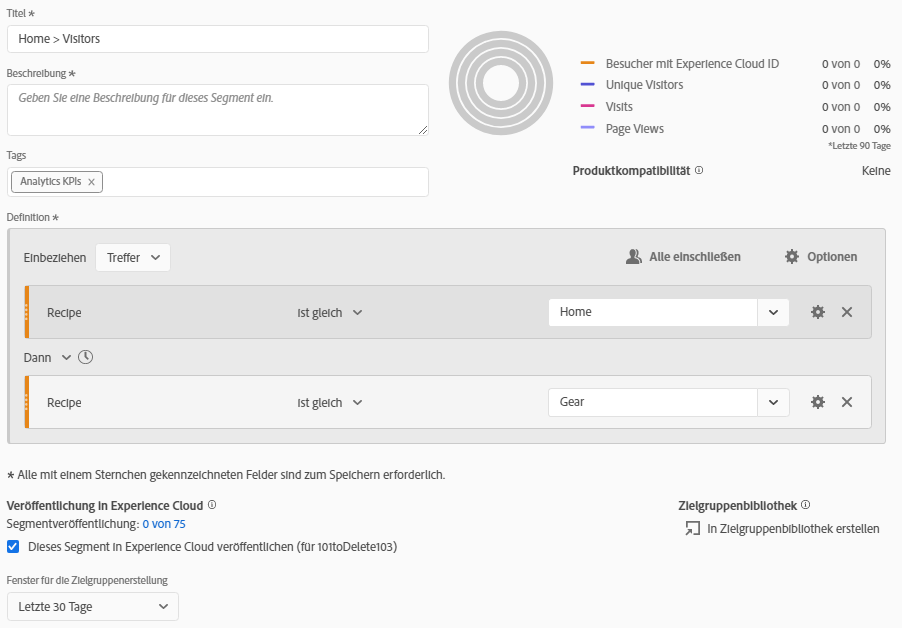 Titel *
Home > Visitors
Beschreibung *
Geben Sie eine Beschreibung für dieses Segment ein.
Tags
Analytics KPIs ×
Besucher mit Experience Cloud ID 0 von 0 0%
Unique Visitors 0 von 0 0%
Visits 0 von 0 0%
Page Views 0 von 0 0%
*Letzte 90 Tage
Produktkompatibilität Keine
Definition *
Einbeziehen Treffer Alle einschließen Optionen
Recipe ist gleich Home
Dann
Recipe ist gleich Gear
* Alle mit einem Sternchen gekennzeichneten Felder sind zum Speichern erforderlich.
Veröffentlichung in Experience Cloud
Segmentveröffentlichung: 0 von 75
Dieses Segment in Experience Cloud veröffentlichen (für 101toDelete103)
Zielgruppenbibliothek
In Zielgruppenbibliothek erstellen
Fenster für die Zielgruppenerstellung
Letzte 30 Tage